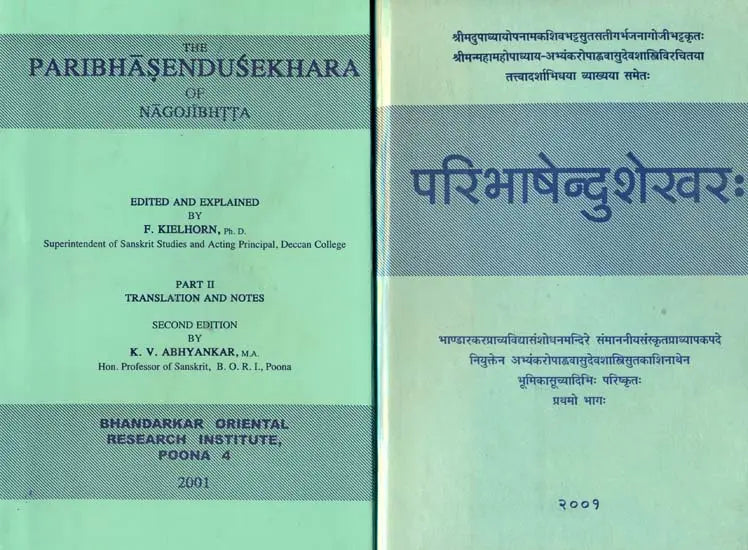 THE
PARIBHĀṢENDUŚEKHARA
OF
NĀGOJĪBHṬṬA
EDITED AND EXPLAINED
BY
F. KIELHORN, Ph. D.
Superintendent of Sanskrit Studies and Acting Principal, Deccan College
PART II
TRANSLATION AND NOTES
SECOND EDITION
BY
K. V. ABHYANKAR, M.A.
Hon. Professor of Sanskrit, B. O. R. I., Poona
BHANDARKAR ORIENTAL
RESEARCH INSTITUTE,
POONA 4
2001
श्रीमदुपाध्यायोपनामकशिवभट्टसुतसतीगर्भजनागोजीभट्टकृतः
श्रीमन्महामहोपाध्याय-अभ्यंकरोपाह्ववासुदेवशास्त्रिविरचितया
तत्त्वादर्शाभिधया व्याख्यया समेतः
परिभाषेन्दुशेखरः
भाण्डारकरप्राच्यविद्यासंशोधनमन्दिरे संमाननीयसंस्कृतप्राध्यापकपदे
नियुक्तेन अभ्यंकरोपाह्ववासुदेवशास्त्रिसुतकाशिनाथेन
भूमिकासूच्यादिभिः परिष्कृतः
प्रथमो भागः
२००१